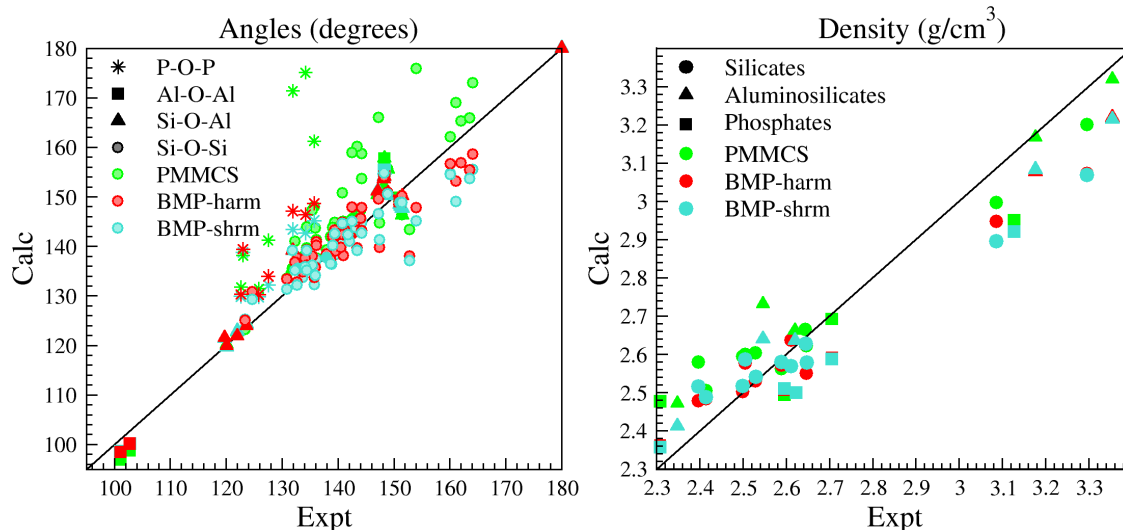 Angles (degrees)
180
170
160
150
140
130
120
110
100
Calc
P-O-P
Al-O-Al
Si-O-Al
Si-O-Si
PMMCS
BMP-harm
BMP-shrm
100 110 120 130 140 150 160 170 180
Expt
Density (g/cm³)
3.3
3.2
3.1
3
2.9
2.8
2.7
2.6
2.5
2.4
2.3
Calc
Silicates
Aluminosilicates
Phosphates
PMMCS
BMP-harm
BMP-shrm
2.3 2.4 2.5 2.6 2.7 2.8 2.9 3 3.1 3.2 3.3
Expt